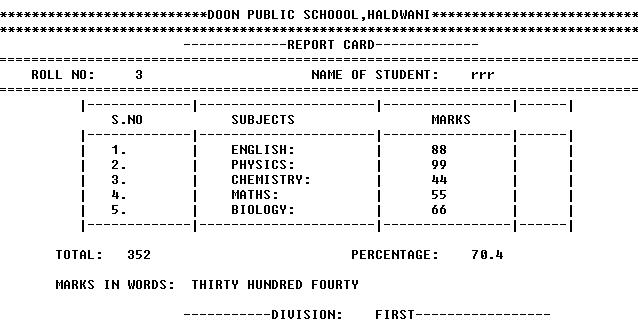 **************************DOON PUBLIC SCHOOOL,HALDWANI**************************
********************************************************************************
-------------REPORT CARD-------------
================================================================================
ROLL NO: 3 NAME OF STUDENT: rrr
================================================================================
|-------------|----------------------|----------------|------|
S.NO SUBJECTS MARKS
|-------------|----------------------|----------------|------|
| 1. | ENGLISH: | 88 | |
| 2. | PHYSICS: | 99 | |
| 3. | CHEMISTRY: | 44 | |
| 4. | MATHS: | 55 | |
| 5. | BIOLOGY: | 66 | |
|-------------|----------------------|----------------|------|
TOTAL: 352 PERCENTAGE: 70.4
MARKS IN WORDS: THIRTY HUNDRED FOURTY
-----------DIVISION: FIRST-----------------